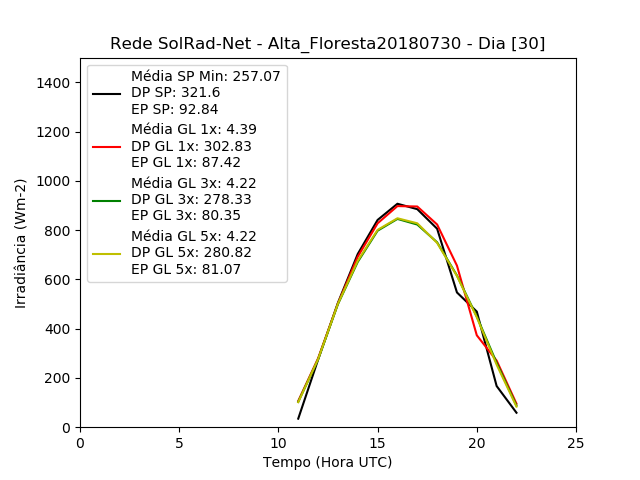 Rede SolRad-Net - Alta_Floresta20180730 - Dia [30]
Média SP Min: 257.07
DP SP: 321.6
EP SP: 92.84
Média GL 1x: 4.39
DP GL 1x: 302.83
EP GL 1x: 87.42
Média GL 3x: 4.22
DP GL 3x: 278.33
EP GL 3x: 80.35
Média GL 5x: 4.22
DP GL 5x: 280.82
EP GL 5x: 81.07
Irradiância (Wm-2)
1400
1200
1000
800
600
400
200
0
0 5 10 15 20 25
Tempo (Hora UTC)